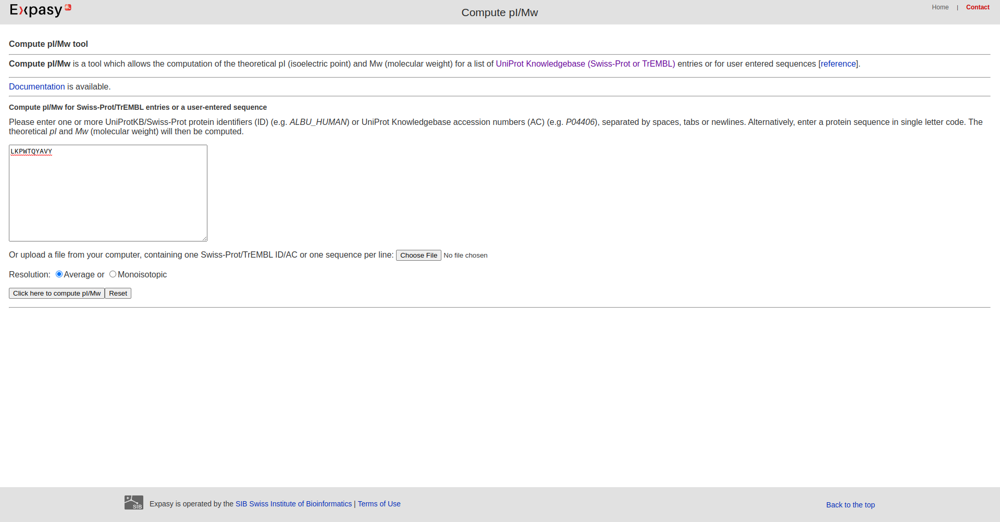 Expasy
Compute pI/Mw
Home | Contact
Compute pI/Mw tool
Compute pI/Mw is a tool which allows the computation of the theoretical pI (isoelectric point) and Mw (molecular weight) for a list of UniProt Knowledgebase (Swiss-Prot or TrEMBL) entries or for user entered sequences [reference].
Documentation is available.
Compute pI/Mw for Swiss-Prot/TrEMBL entries or a user-entered sequence
Please enter one or more UniProtKB/Swiss-Prot protein identifiers (ID) (e.g. ALBU_HUMAN) or UniProt Knowledgebase accession numbers (AC) (e.g. P04406), separated by spaces, tabs or newlines. Alternatively, enter a protein sequence in single letter code. The
theoretical pI and Mw (molecular weight) will then be computed.
LKPWTQYAVY
Or upload a file from your computer, containing one Swiss-Prot/TrEMBL ID/AC or one sequence per line: Choose File No file chosen
Resolution: Average or Monoisotopic
Click here to compute pI/Mw Reset
SIB
Expasy is operated by the SIB Swiss Institute of Bioinformatics | Terms of Use
Back to the top